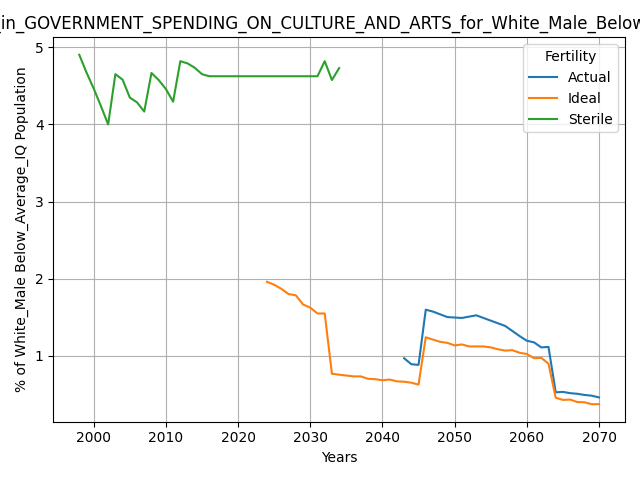 _in_GOVERNMENT_SPENDING_ON_CULTURE_AND_ARTS_for_White_Male_Below
% of White_Male Below_Average_IQ Population
5
4
3
2
1
Fertility
Actual
Ideal
Sterile
2000 2010 2020 2030 2040 2050 2060 2070
Years